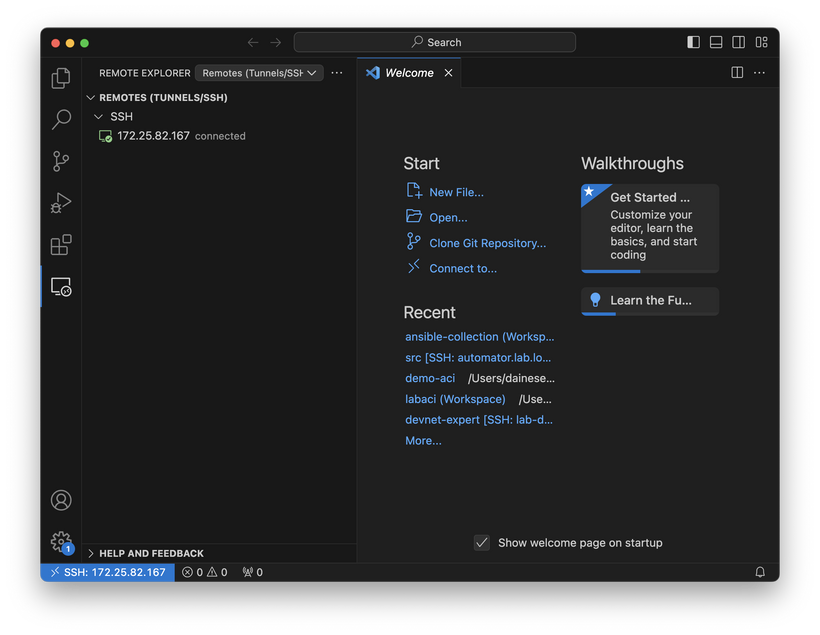 Search
REMOTE EXPLORER
Remotes (Tunnels/SSH
Welcome
REMOTES (TUNNELS/SSH)
SSH
172.25.82.167 connected
Start
New File...
Open...
Clone Git Repository...
Connect to...
Recent
ansible-collection (Worksp...
src [SSH: automator.lab.lo...
demo-aci /Users/dainese...
labaci (Workspace) /Use...
devnet-expert [SSH: lab-d...
More...
Walkthroughs
Get Started ...
Customize your
editor, learn the
basics, and start
coding
Learn the Fu...
Show welcome page on startup
1
HELP AND FEEDBACK
SSH: 172.25.82.167
0 0 0